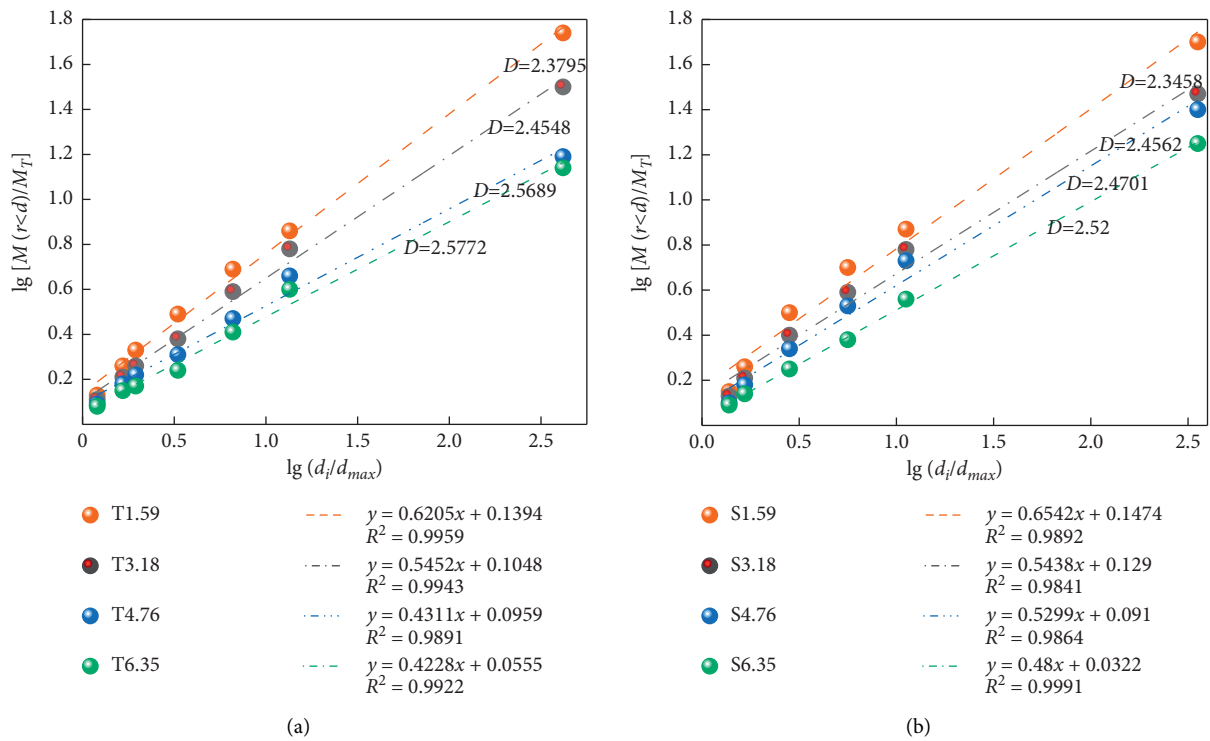 1.8
1.6
1.4
1.2
1.0
0.8
0.6
0.4
0.2
lg [M (r<d)/M_T]
D=2.3795
D=2.4548
D=2.5689
D=2.5772
0 0.5 1.0 1.5 2.0 2.5
lg (d_i/d_max)
T1.59 y = 0.6205x + 0.1394
R² = 0.9959
T3.18 y = 0.5452x + 0.1048
R² = 0.9943
T4.76 y = 0.4311x + 0.0959
R² = 0.9891
T6.35 y = 0.4228x + 0.0555
R² = 0.9922
(a)
1.8
1.6
1.4
1.2
1.0
0.8
0.6
0.4
0.2
lg [M (r<d)/M_T]
D=2.3458
D=2.4562
D=2.4701
D=2.52
0.0 0.5 1.0 1.5 2.0 2.5
lg (d_i/d_max)
S1.59 y = 0.6542x + 0.1474
R² = 0.9892
S3.18 y = 0.5438x + 0.129
R² = 0.9841
S4.76 y = 0.5299x + 0.091
R² = 0.9864
S6.35 y = 0.48x + 0.0322
R² = 0.9991
(b)